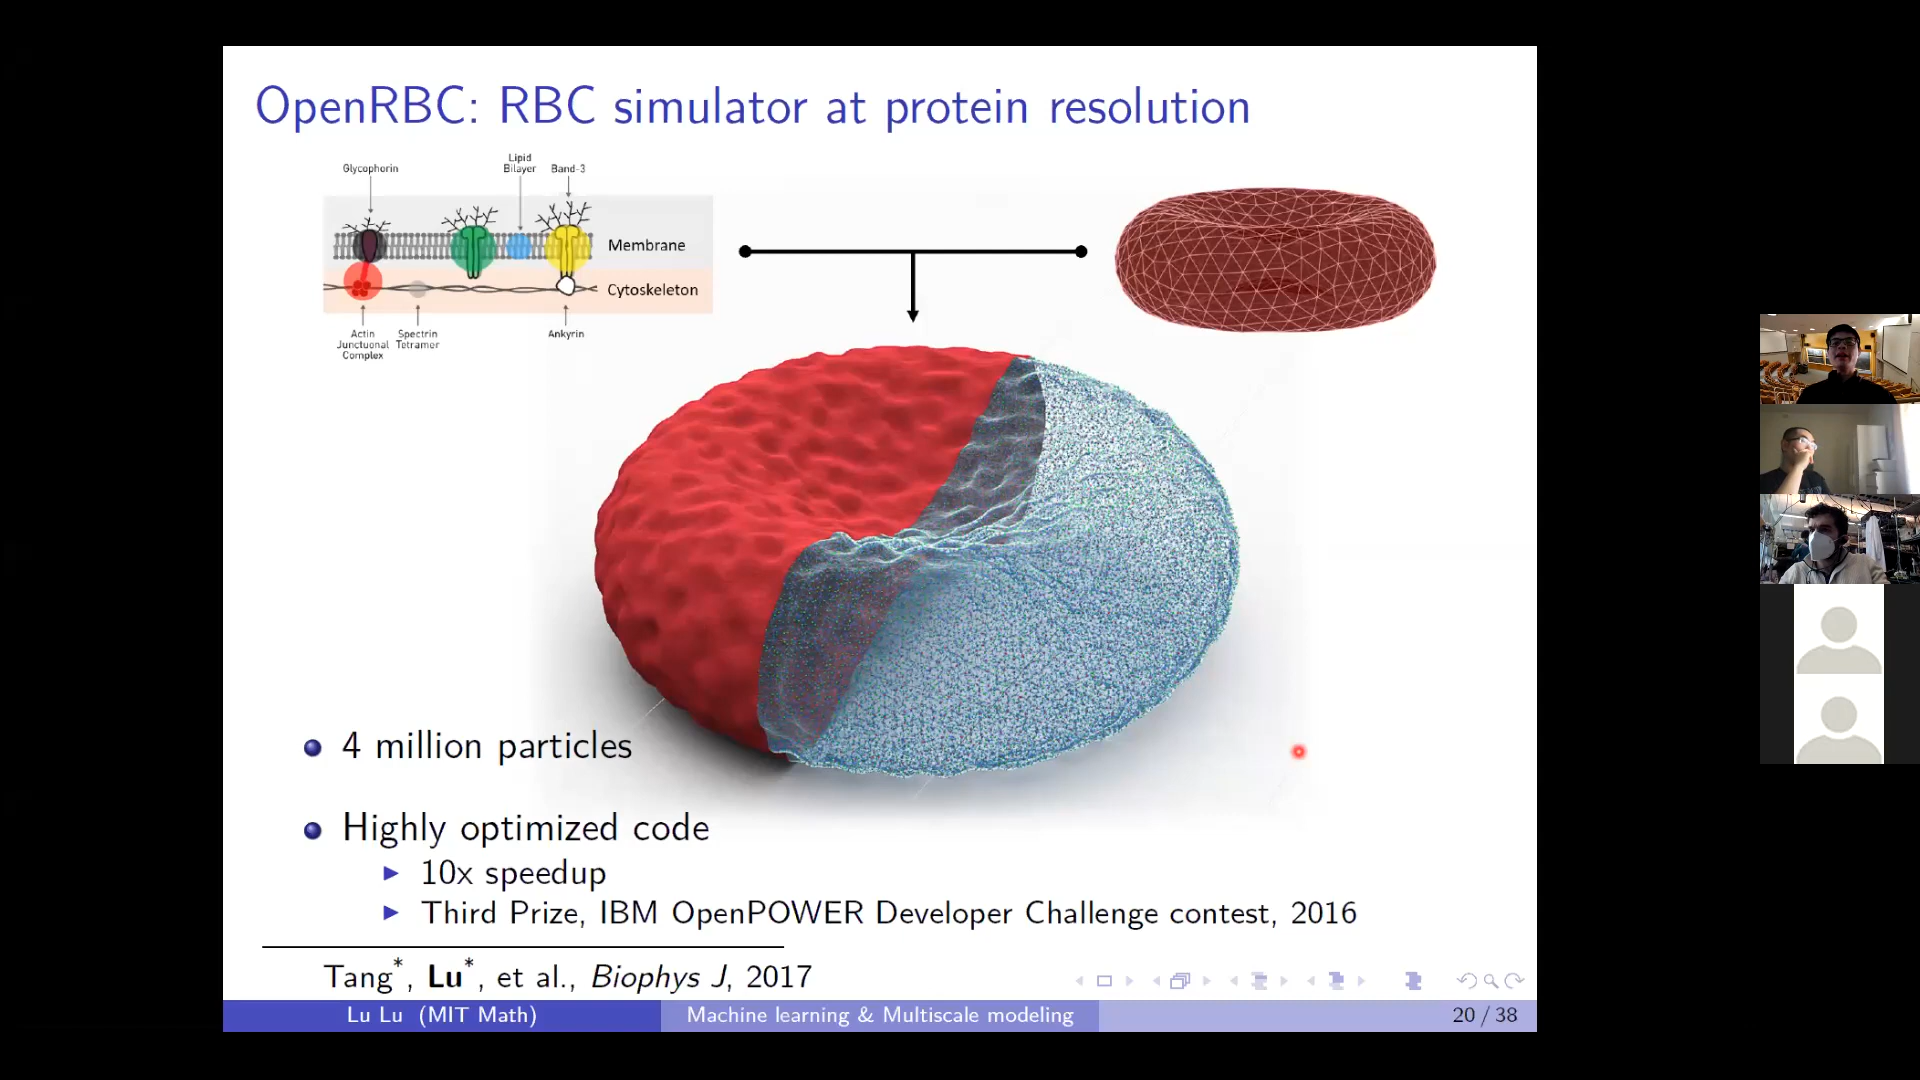 OpenRBC: RBC simulator at protein resolution
Glycophorin
Lipid
Bilayer
Band-3
Membrane
Cytoskeleton
Actin
Junctuonal
Complex
Spectrin
Tetramer
Ankyrin
4 million particles
Highly optimized code
10x speedup
Third Prize, IBM OpenPOWER Developer Challenge contest, 2016
Tang*, Lu*, et al., Biophys J, 2017
Lu Lu (MIT Math)
Machine learning & Multiscale modeling
20 / 38